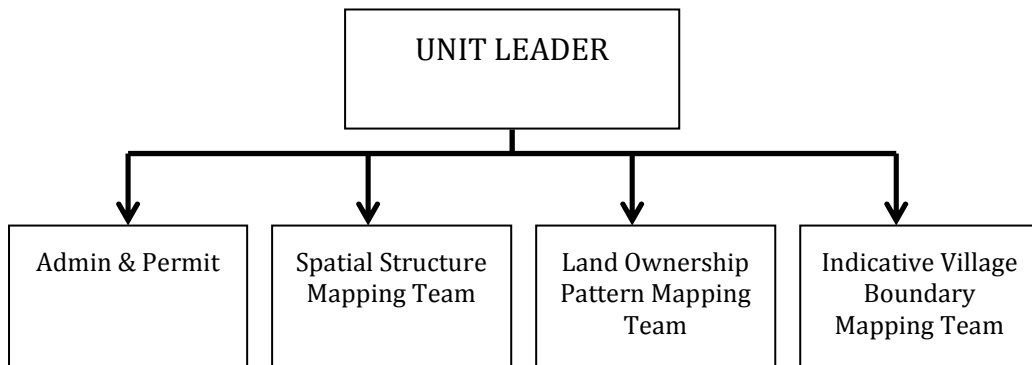 UNIT LEADER
Admin & Permit
Spatial Structure
Mapping Team
Land Ownership
Pattern Mapping
Team
Indicative Village
Boundary
Mapping Team